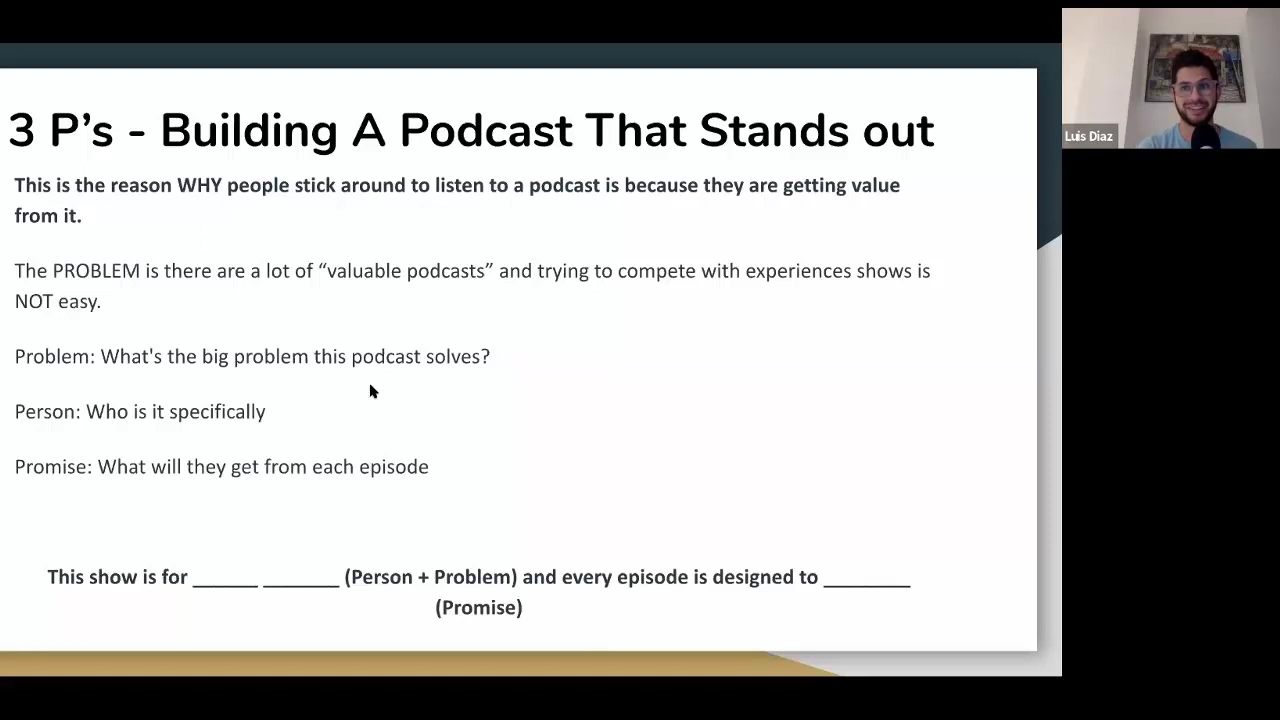 3 P’s - Building A Podcast That Stands out
This is the reason WHY people stick around to listen to a podcast is because they are getting value
from it.
The PROBLEM is there are a lot of “valuable podcasts” and trying to compete with experiences shows is
NOT easy.
Problem: What's the big problem this podcast solves?
Person: Who is it specifically
Promise: What will they get from each episode
This show is for ______ _______ (Person + Problem) and every episode is designed to ________
(Promise)
Luis Diaz